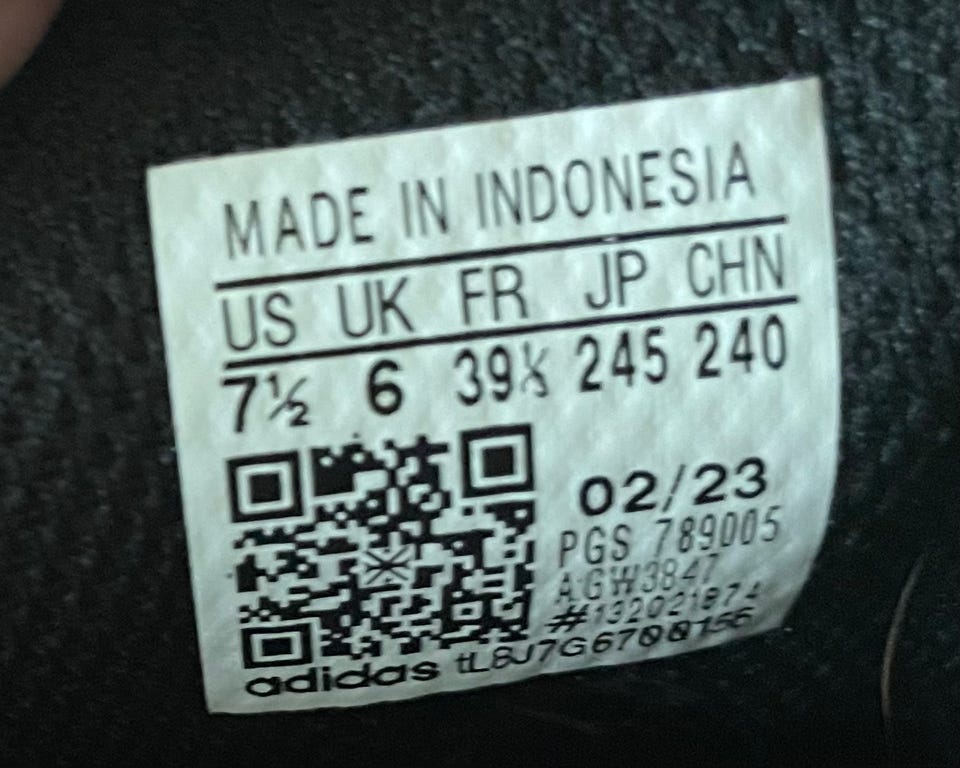 MADE IN INDONESIA
US UK FR JP CHN
7½ 6 39⅓ 245 240
02/23
PGS 789005
A.GW3847
#132021874
adidas tL8J7G6700156